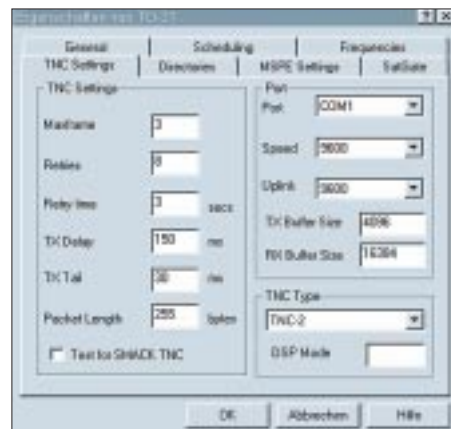 Eigenschaften von TO-31
General Scheduling Frequencies
TNC Settings Directories MSPE Settings SatGate
TNC Settings
Maxframe 3
Retries 8
Retry time 3 secs
TX Delay 150 ms
TX Tail 30 ms
Packet Length 255 bytes
Test for SMACK TNC
Port
Port COM1
Speed 9600
Uplink 9600
TX Buffer Size 4096
RX Buffer Size 16384
TNC Type
TNC-2
DSP Mode
OK Abbrechen Hilfe